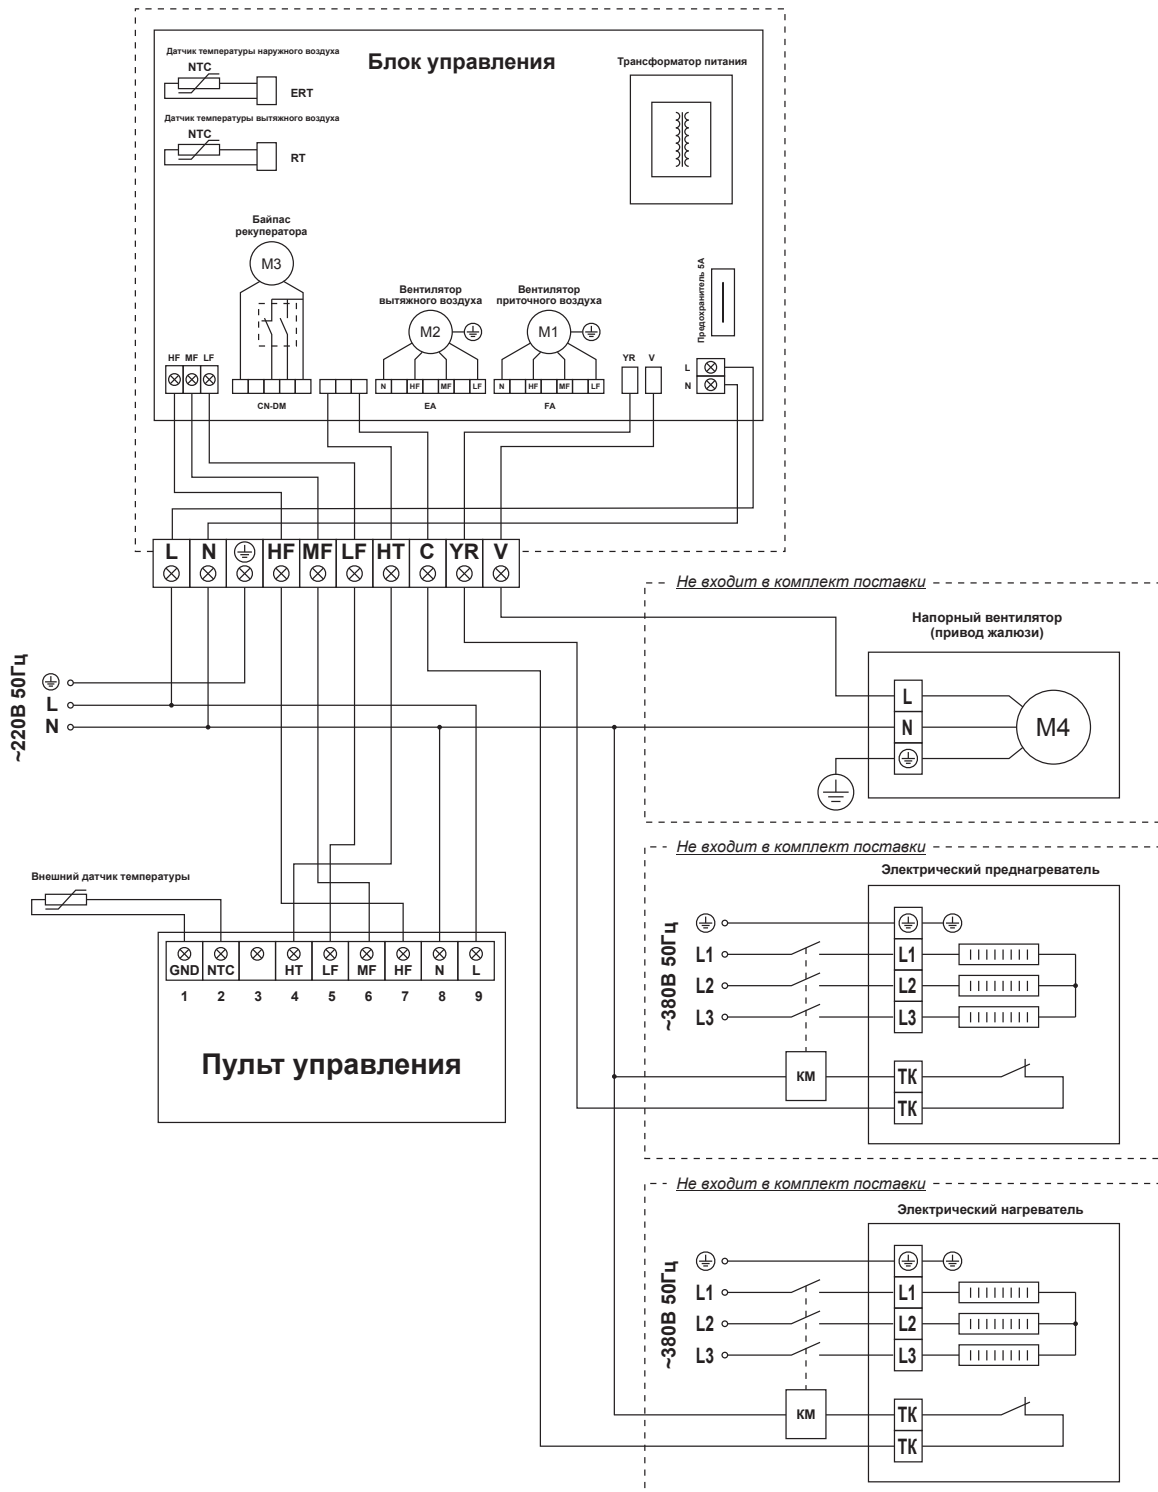 Датчик температуры наружного воздуха
NTC
ERT
Датчик температуры вытяжного воздуха
NTC
RT
Блок управления
Трансформатор питания
Байпас
рекуператора
M3
Вентилятор
вытяжного воздуха
M2
Вентилятор
приточного воздуха
M1
Предохранитель 5А
HF MF LF
CN-DM
N HF MF LF
EA
N HF MF LF
FA
YR V
L
N
L N HF MF LF HT C YR V
~220В 50Гц
L
N
Не входит в комплект поставки
Напорный вентилятор
(привод жалюзи)
L
N
M4
Внешний датчик температуры
GND NTC HT LF MF HF N L
1 2 3 4 5 6 7 8 9
Пульт управления
Не входит в комплект поставки
Электрический преднагреватель
~380В 50Гц
L1 L1
L2 L2
L3 L3
КМ ТК
ТК
Не входит в комплект поставки
Электрический нагреватель
~380В 50Гц
L1 L1
L2 L2
L3 L3
КМ ТК
ТК